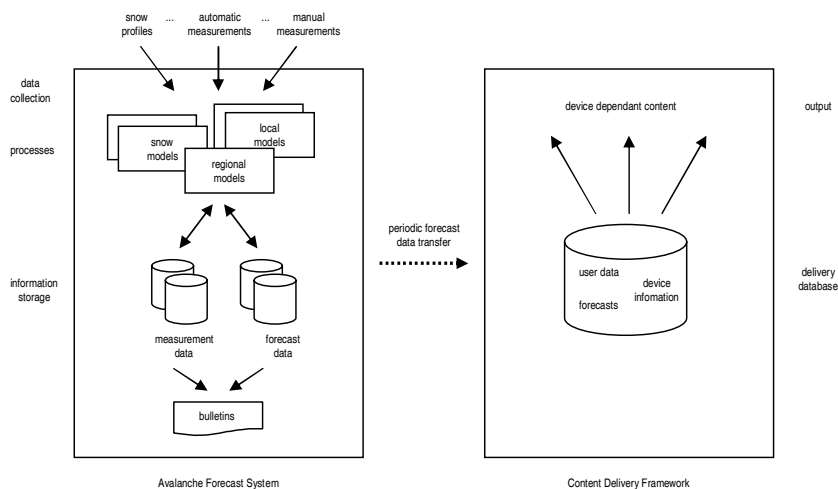 snow ... automatic ... manual
profiles measurements measurements
data
collection
device dependant content
output
local
models
processes
snow
models
regional
models
periodic forecast
data transfer
user data
device
infomation
forecasts
information
storage
delivery
database
measurement
data
forecast
data
bulletins
Avalanche Forecast System
Content Delivery Framework